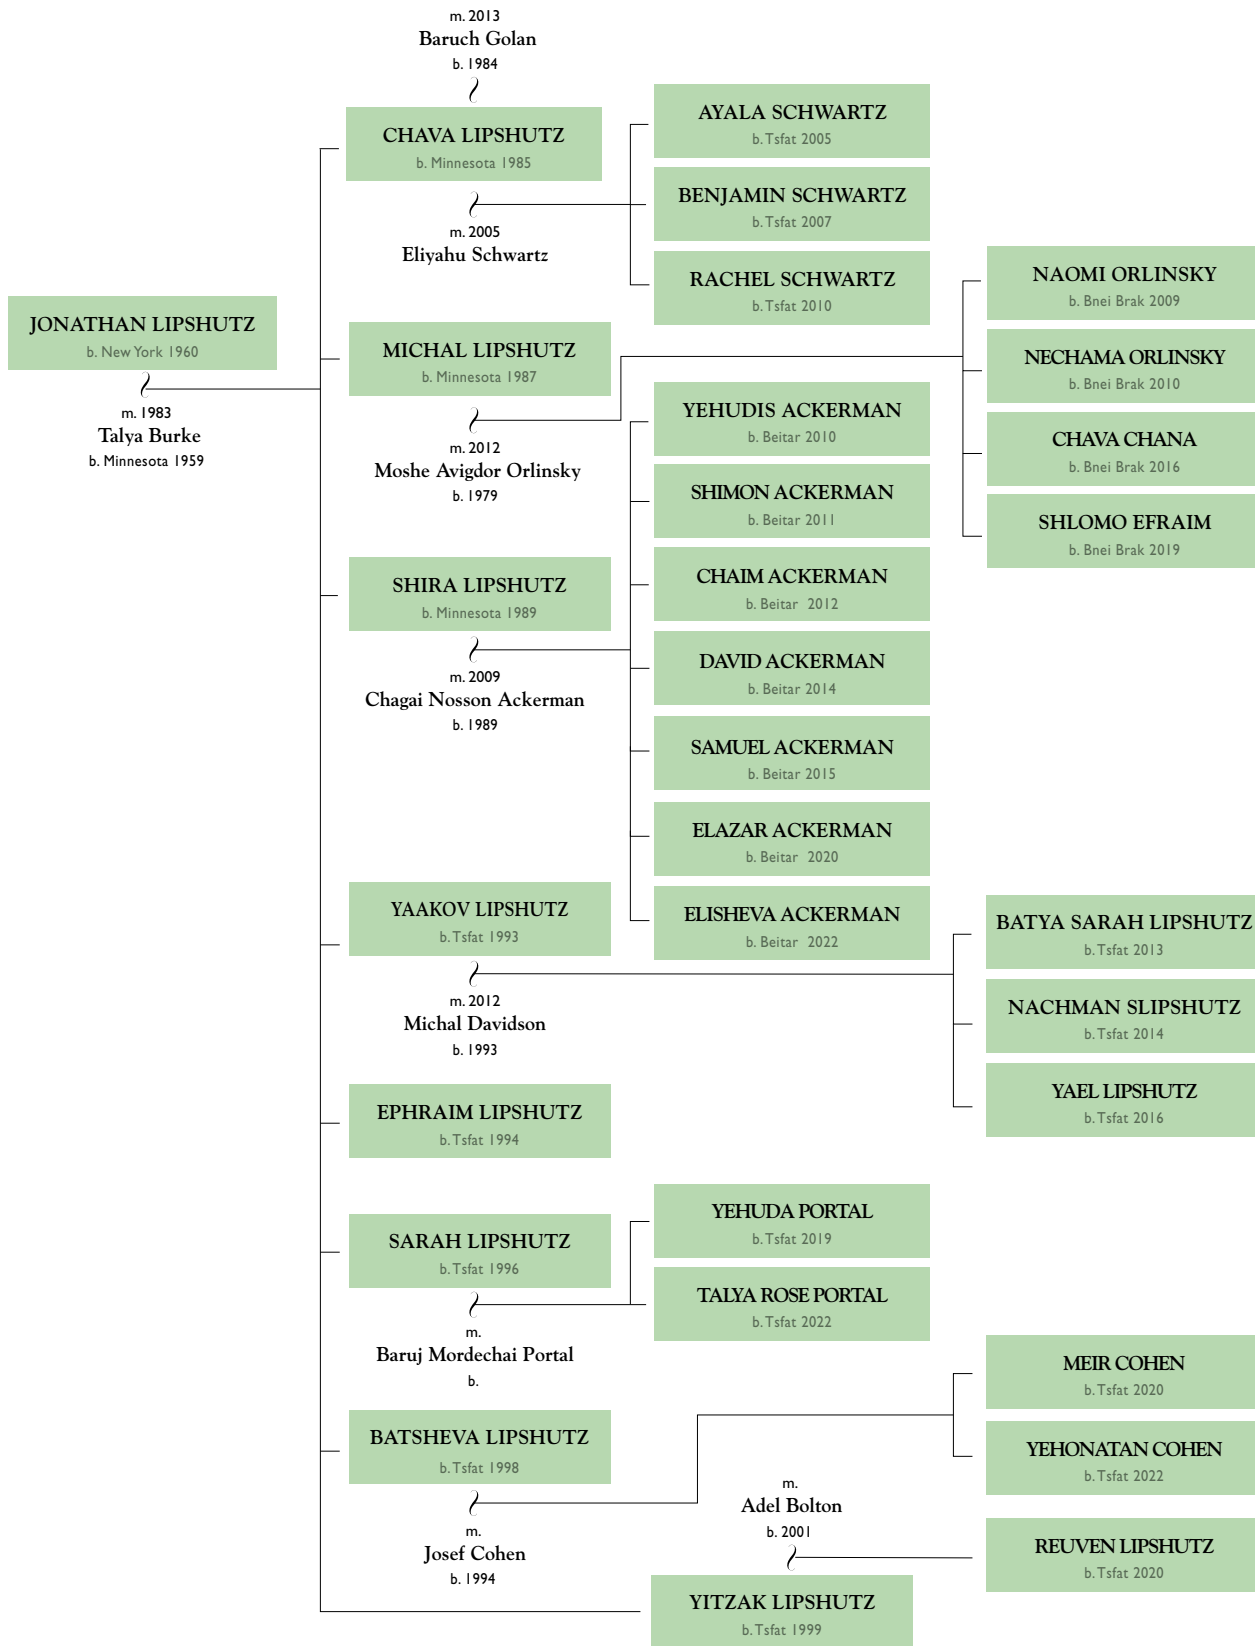 m. 2013
Baruch Golan
b. 1984
CHAVA LIPSHUTZ
b. Minnesota 1985
m. 2005
Eliyahu Schwartz
AYALA SCHWARTZ
b. Tsfat 2005
BENJAMIN SCHWARTZ
b. Tsfat 2007
RACHEL SCHWARTZ
b. Tsfat 2010
JONATHAN LIPSHUTZ
b. New York 1960
m. 1983
Talya Burke
b. Minnesota 1959
MICHAL LIPSHUTZ
b. Minnesota 1987
m. 2012
Moshe Avigdor Orlinsky
b. 1979
NAOMI ORLINSKY
b. Bnei Brak 2009
NECHAMA ORLINSKY
b. Bnei Brak 2010
CHAVA CHANA
b. Bnei Brak 2016
SHLOMO EFRAIM
b. Bnei Brak 2019
SHIRA LIPSHUTZ
b. Minnesota 1989
m. 2009
Chagai Nosson Ackerman
b. 1989
YEHUDIS ACKERMAN
b. Beitar 2010
SHIMON ACKERMAN
b. Beitar 2011
CHAIM ACKERMAN
b. Beitar 2012
DAVID ACKERMAN
b. Beitar 2014
SAMUEL ACKERMAN
b. Beitar 2015
ELAZAR ACKERMAN
b. Beitar 2020
ELISHEVA ACKERMAN
b. Beitar 2022
YAAKOV LIPSHUTZ
b. Tsfat 1993
m. 2012
Michal Davidson
b. 1993
BATYA SARAH LIPSHUTZ
b. Tsfat 2013
NACHMAN SLIPSHUTZ
b. Tsfat 2014
YAEL LIPSHUTZ
b. Tsfat 2016
EPHRAIM LIPSHUTZ
b. Tsfat 1994
SARAH LIPSHUTZ
b. Tsfat 1996
m.
Baruj Mordechai Portal
b.
YEHUDA PORTAL
b. Tsfat 2019
TALYA ROSE PORTAL
b. Tsfat 2022
BATSHEVA LIPSHUTZ
b. Tsfat 1998
m.
Josef Cohen
b. 1994
MEIR COHEN
b. Tsfat 2020
YEHONATAN COHEN
b. Tsfat 2022
m.
Adel Bolton
b. 2001
YITZAK LIPSHUTZ
b. Tsfat 1999
REUVEN LIPSHUTZ
b. Tsfat 2020